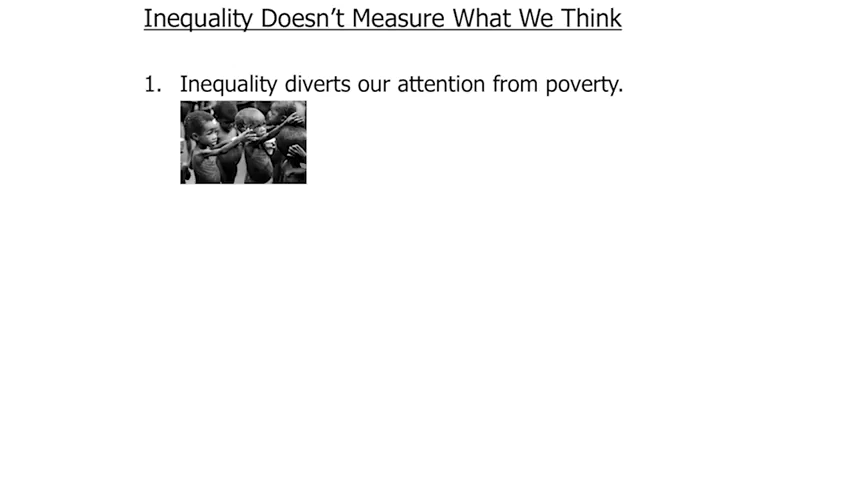 Inequality Doesn’t Measure What We Think
1. Inequality diverts our attention from poverty.